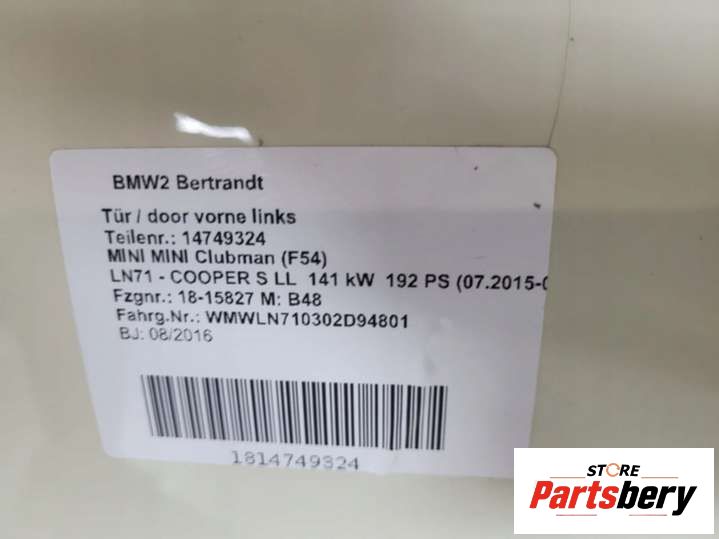 BMW2 Bertrandt
Tür / door vorne links
Teilenr.: 14749324
MINI MINI Clubman (F54)
LN71 - COOPER S LL 141 kW 192 PS (07.2015-0
Fzgnr.: 18-15827 M: B48
Fahrg.Nr.: WMWLN710302D94801
BJ: 08/2016
1814749324
STORE
Partsbery